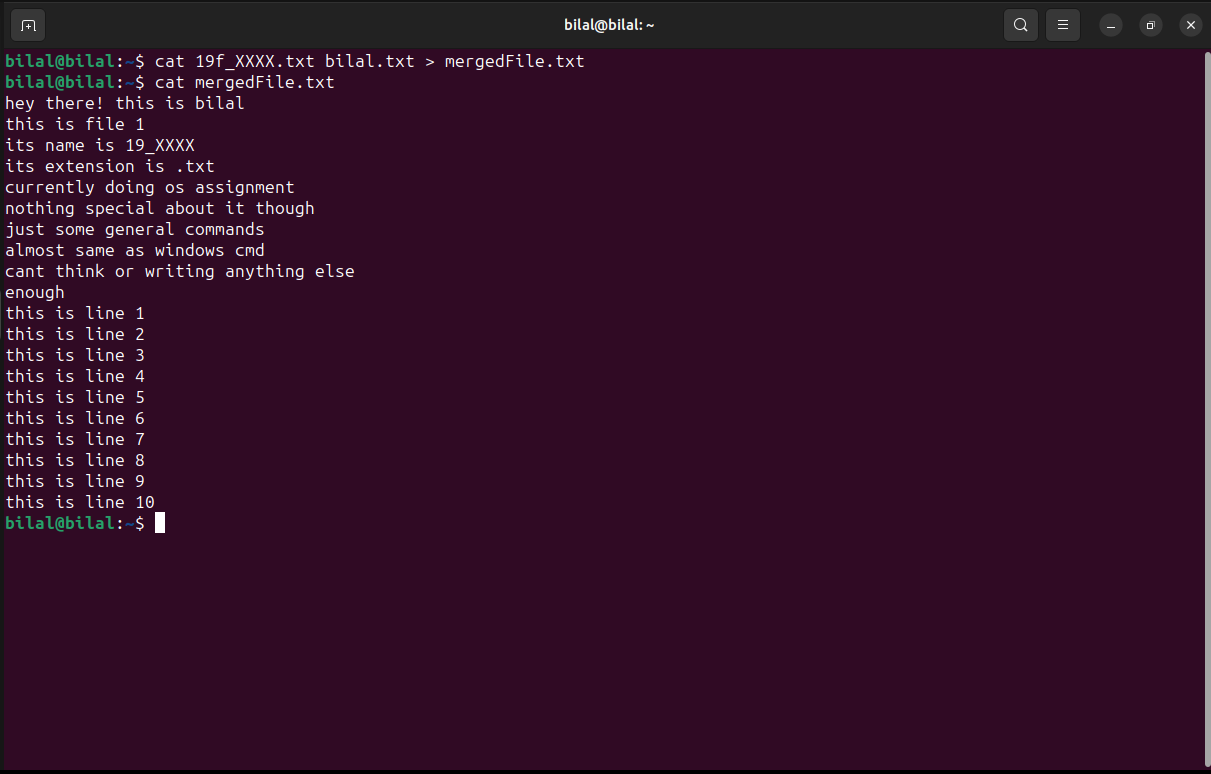 bilal@bilal: ~
bilal@bilal:~$ cat 19f_XXXX.txt bilal.txt > mergedFile.txt
bilal@bilal:~$ cat mergedFile.txt
hey there! this is bilal
this is file 1
its name is 19_XXXX
its extension is .txt
currently doing os assignment
nothing special about it though
just some general commands
almost same as windows cmd
cant think or writing anything else
enough
this is line 1
this is line 2
this is line 3
this is line 4
this is line 5
this is line 6
this is line 7
this is line 8
this is line 9
this is line 10
bilal@bilal:~$